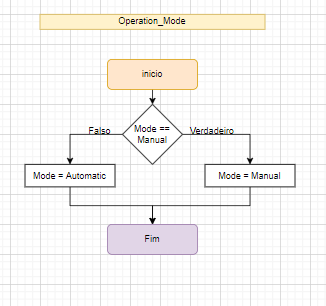 Operation_Mode
inicio
Mode ==
Manual
Falso
Verdadeiro
Mode = Automatic
Mode = Manual
Fim